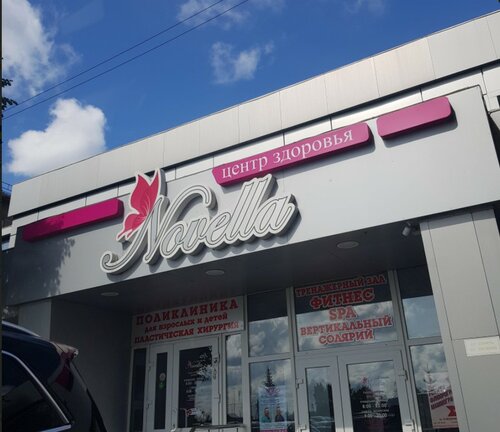 центр здоровья
Novella
ПОЛИКЛИНИКА
для взрослых и детей
ПЛАСТИЧЕСКАЯ ХИРУРГИЯ
ТРЕНАЖЕРНЫЙ ЗАЛ
ФИТНЕС
SPA
ВЕРТИКАЛЬНЫЙ
СОЛЯРИЙ